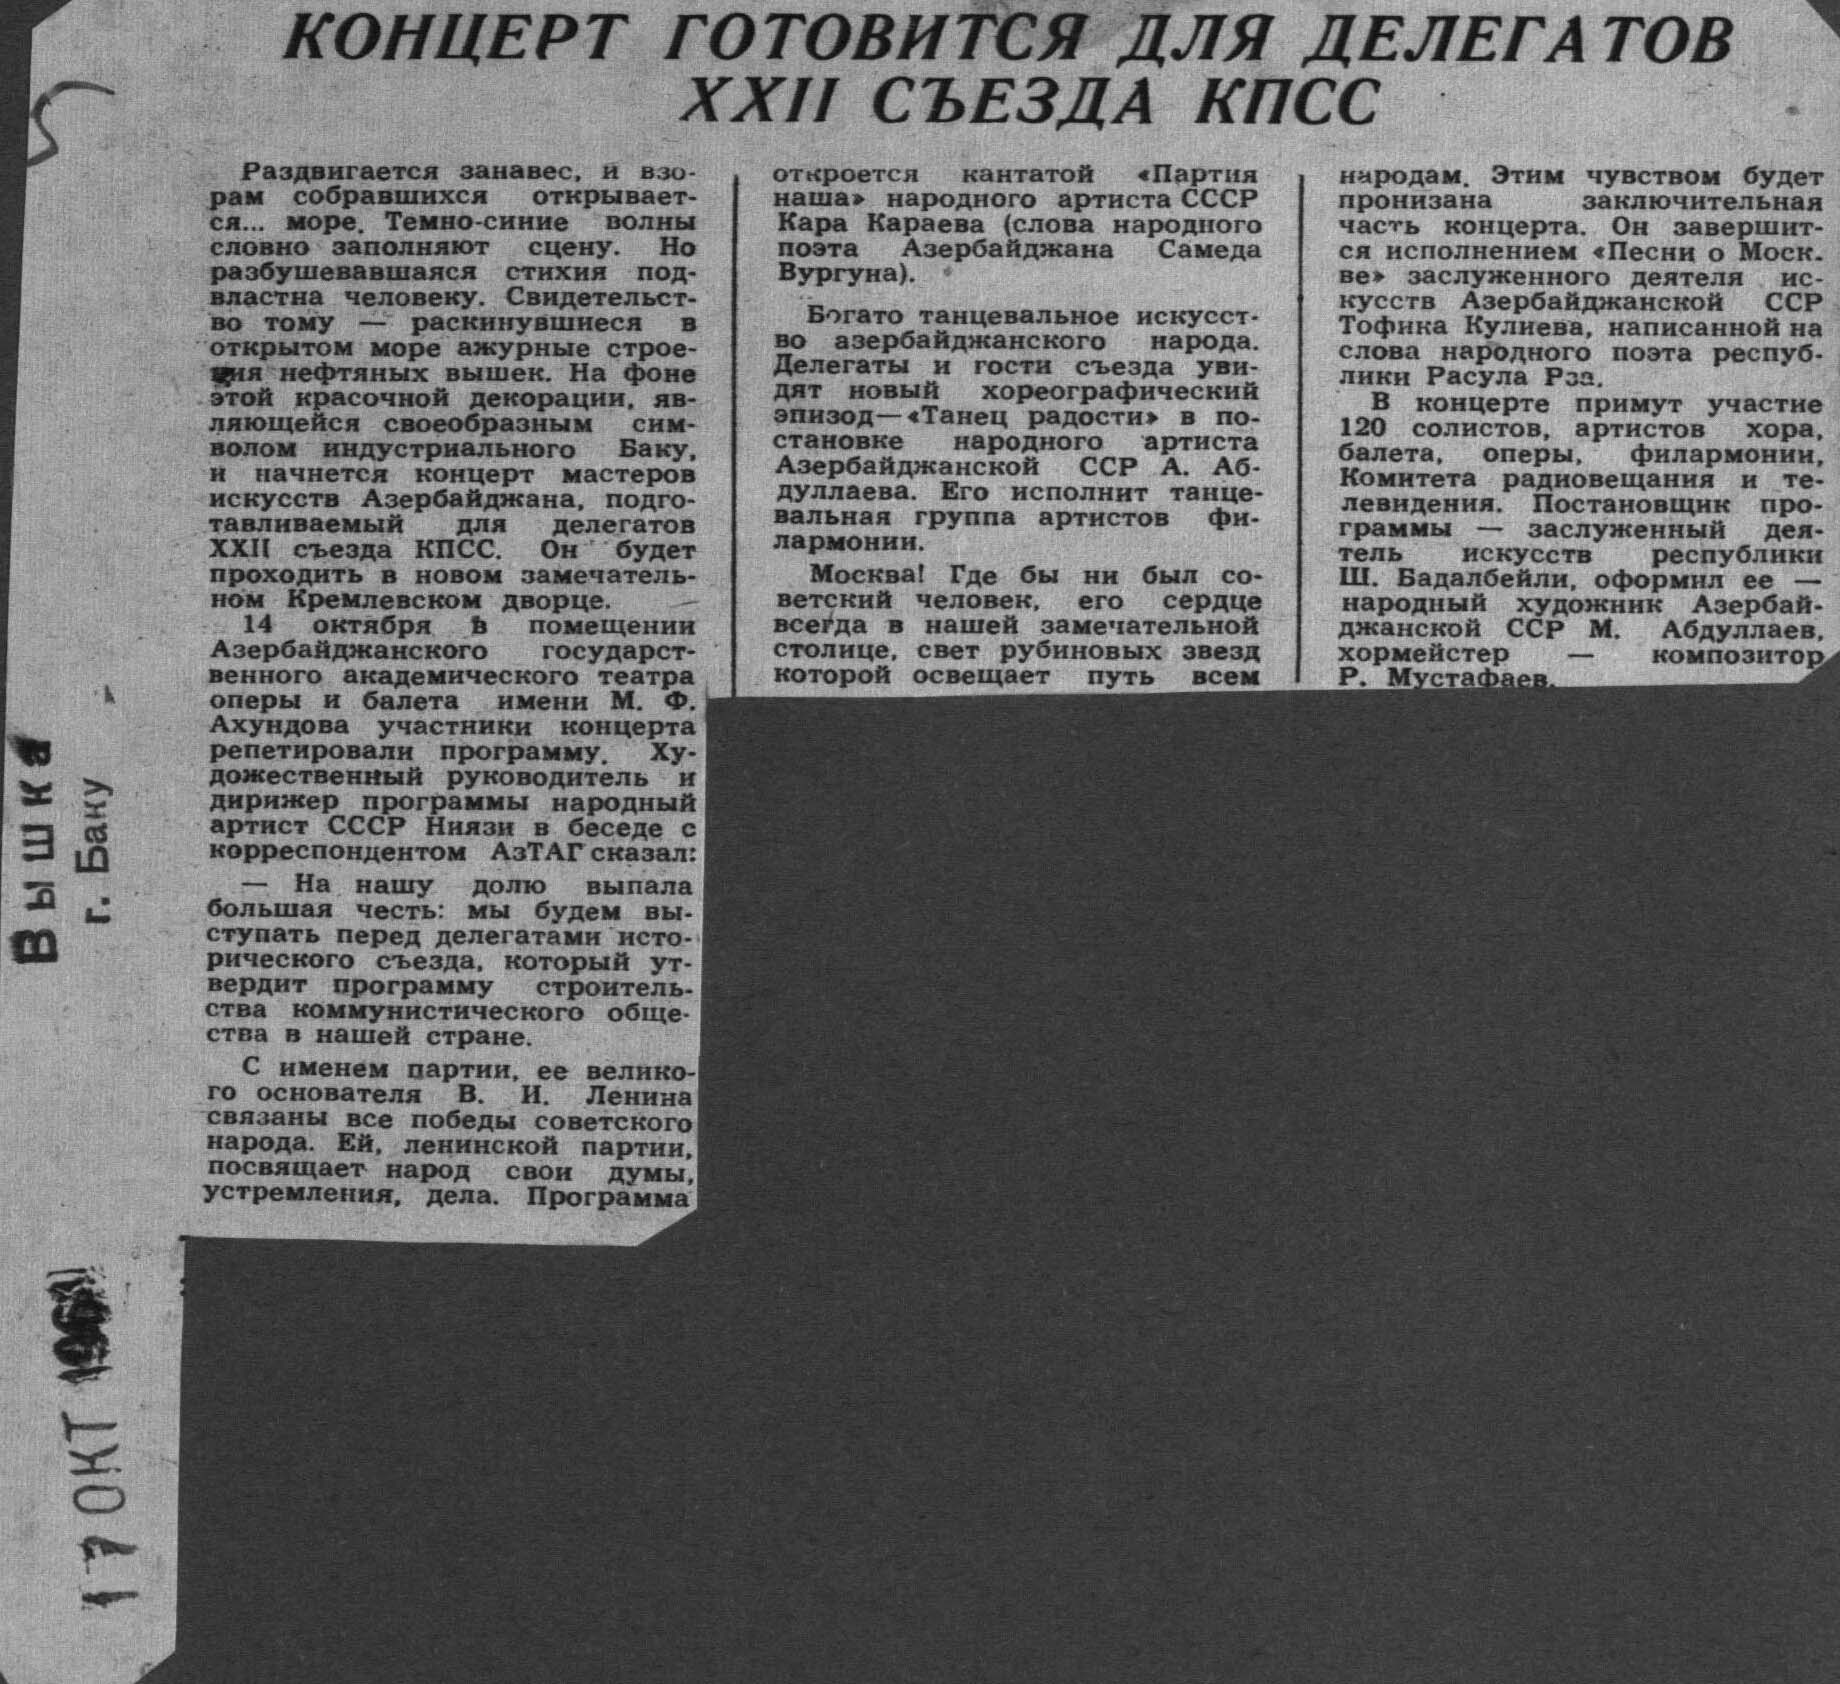 КОНЦЕРТ ГОТОВИТСЯ ДЛЯ ДЕЛЕГАТОВ
XXII СЪЕЗДА КПСС
Раздвигается занавес, и взо-
рам собравшихся открывает-
ся... море. Темно-синие волны
словно заполняют сцену. Но
разбушевавшаяся стихия под-
властна человеку. Свидетельст-
во тому — раскинувшиеся в
открытом море ажурные строе-
ния нефтяных вышек. На фоне
этой красочной декорации, яв-
ляющейся своеобразным сим-
волом индустриального Баку,
и начнется концерт мастеров
искусств Азербайджана, подго-
тавливаемый для делегатов
XXII съезда КПСС. Он будет
проходить в новом замечатель-
ном Кремлевском дворце.
14 октября в помещении
Азербайджанского государст-
венного академического театра
оперы и балета имени М. Ф.
Ахундова участники концерта
репетировали программу. Ху-
дожественный руководитель и
дирижер программы народный
артист СССР Ниязи в беседе с
корреспондентом АзТАГ сказал:
— На нашу долю выпала
большая честь: мы будем вы-
ступать перед делегатами исто-
рического съезда, который ут-
вердит программу строитель-
ства коммунистического обще-
ства в нашей стране.
С именем партии, ее велико-
го основателя В. И. Ленина
связаны все победы советского
народа. Ей, ленинской партии,
посвящает народ свои думы,
устремления, дела. Программа
откроется кантатой «Партия
наша» народного артиста СССР
Кара Караева (слова народного
поэта Азербайджана Самеда
Вургуна).
Богато танцевальное искусст-
во азербайджанского народа.
Делегаты и гости съезда уви-
дят новый хореографический
эпизод—«Танец радости» в по-
становке народного артиста
Азербайджанской ССР А. Аб-
дуллаева. Его исполнит танце-
вальная группа артистов фи-
лармонии.
Москва! Где бы ни был со-
ветский человек, его сердце
всегда в нашей замечательной
столице, свет рубиновых звезд
которой освещает путь всем
народам. Этим чувством будет
пронизана заключительная
часть концерта. Он завершит-
ся исполнением «Песни о Моск-
ве» заслуженного деятеля ис-
кусств Азербайджанской ССР
Тофика Кулиева, написанной на
слова народного поэта респуб-
лики Расула Рза.
В концерте примут участие
120 солистов, артистов хора,
балета, оперы, филармонии,
Комитета радиовещания и те-
левидения. Постановщик про-
граммы — заслуженный дея-
тель искусств республики
Ш. Бадалбейли, оформил ее —
народный художник Азербай-
джанской ССР М. Абдуллаев,
хормейстер — композитор
Р. Мустафаев.
Вышка
г. Баку
17 ОКТ